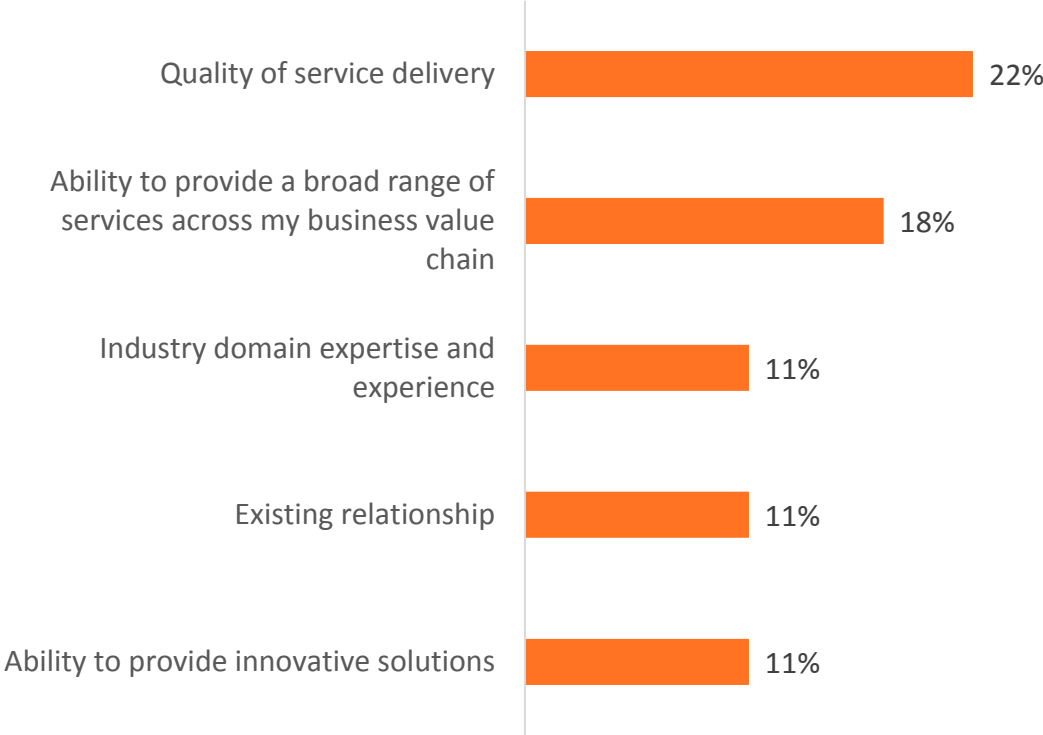 Quality of service delivery
22%
Ability to provide a broad range of
services across my business value
chain
18%
Industry domain expertise and
experience
11%
Existing relationship
11%
Ability to provide innovative solutions
11%